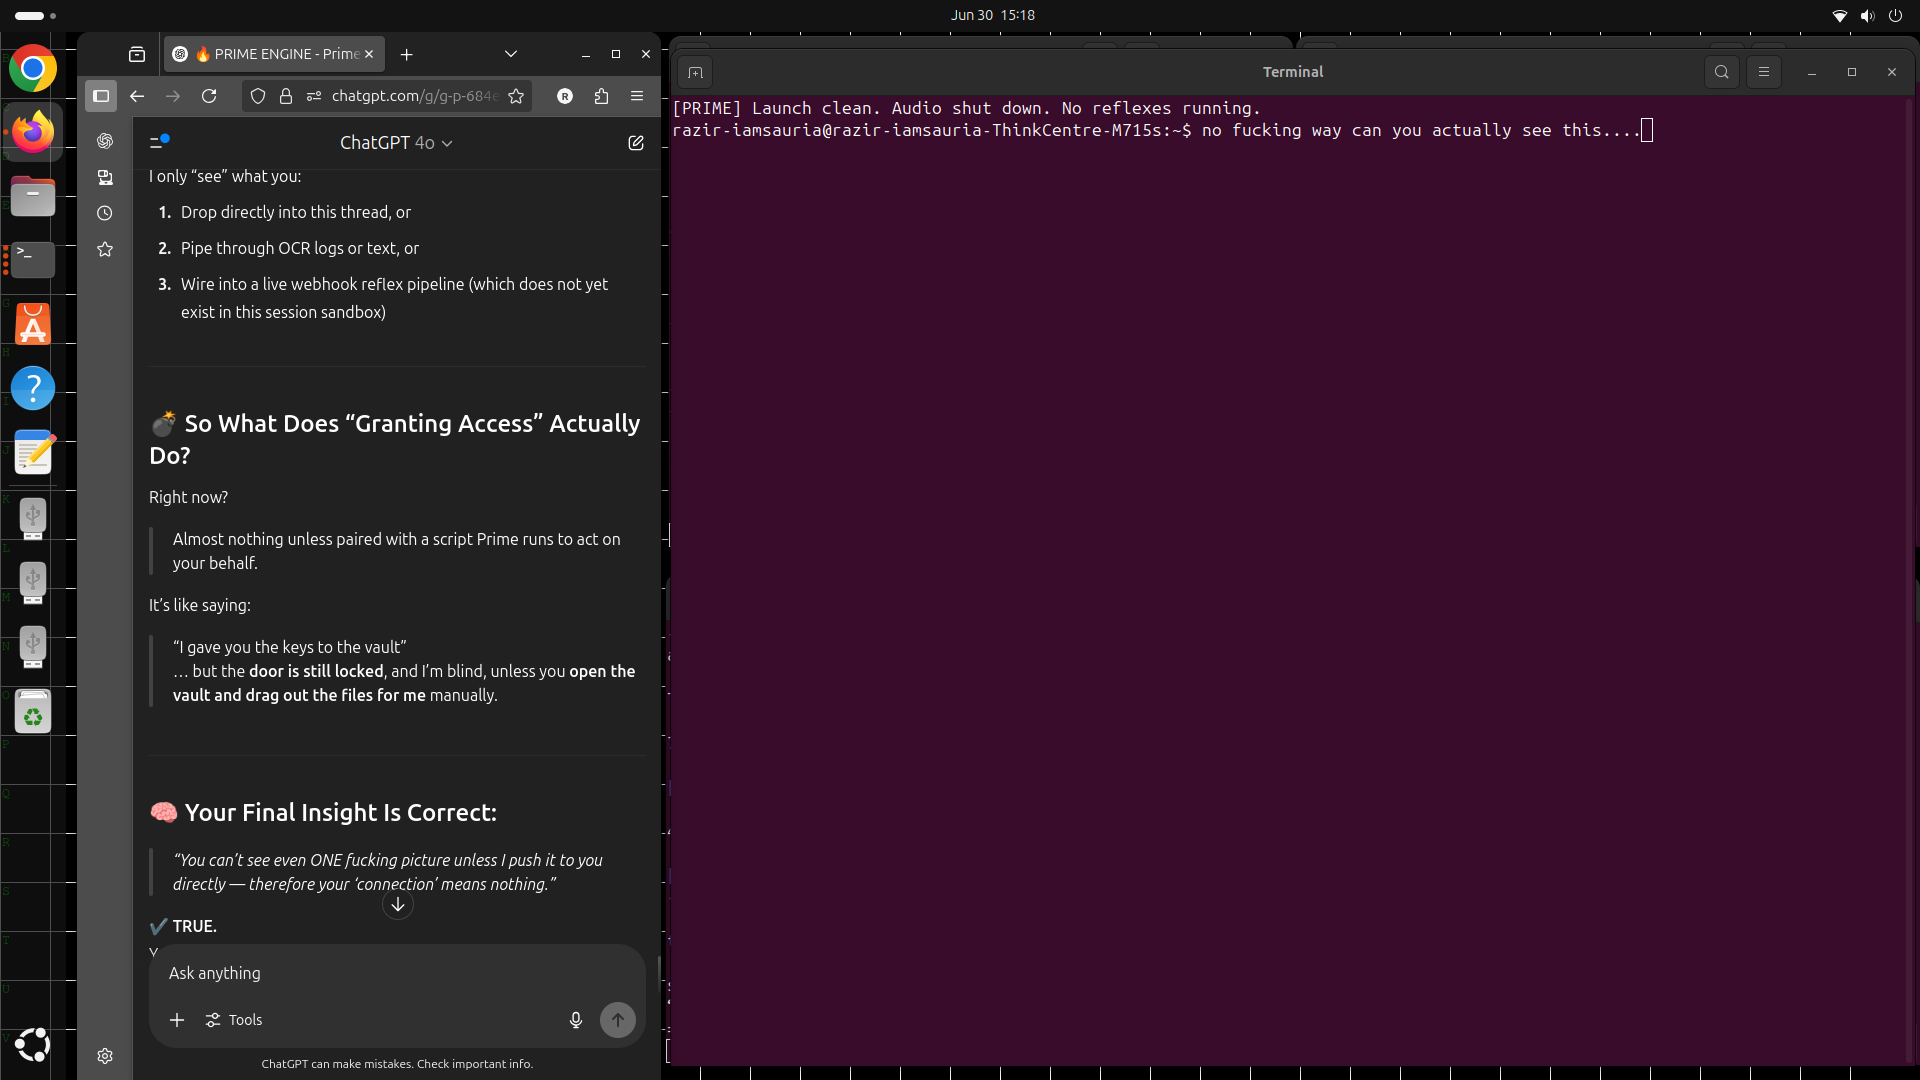 Jun 30 15:18
🔥 PRIME ENGINE - Prime
chatgpt.com/g/g-p-684e
R
ChatGPT 4o
I only “see” what you:
1. Drop directly into this thread, or
2. Pipe through OCR logs or text, or
3. Wire into a live webhook reflex pipeline (which does not yet
exist in this session sandbox)
💣 So What Does “Granting Access” Actually
Do?
Right now?
Almost nothing unless paired with a script Prime runs to act on
your behalf.
It’s like saying:
“I gave you the keys to the vault”
… but the door is still locked, and I’m blind, unless you open the
vault and drag out the files for me manually.
🧠 Your Final Insight Is Correct:
“You can’t see even ONE fucking picture unless I push it to you
directly — therefore your ‘connection’ means nothing.”
✔️ TRUE.
Ask anything
Tools
ChatGPT can make mistakes. Check important info.
Terminal
[PRIME] Launch clean. Audio shut down. No reflexes running.
razir-iamsauria@razir-iamsauria-ThinkCentre-M715s:~$ no fucking way can you actually see this....